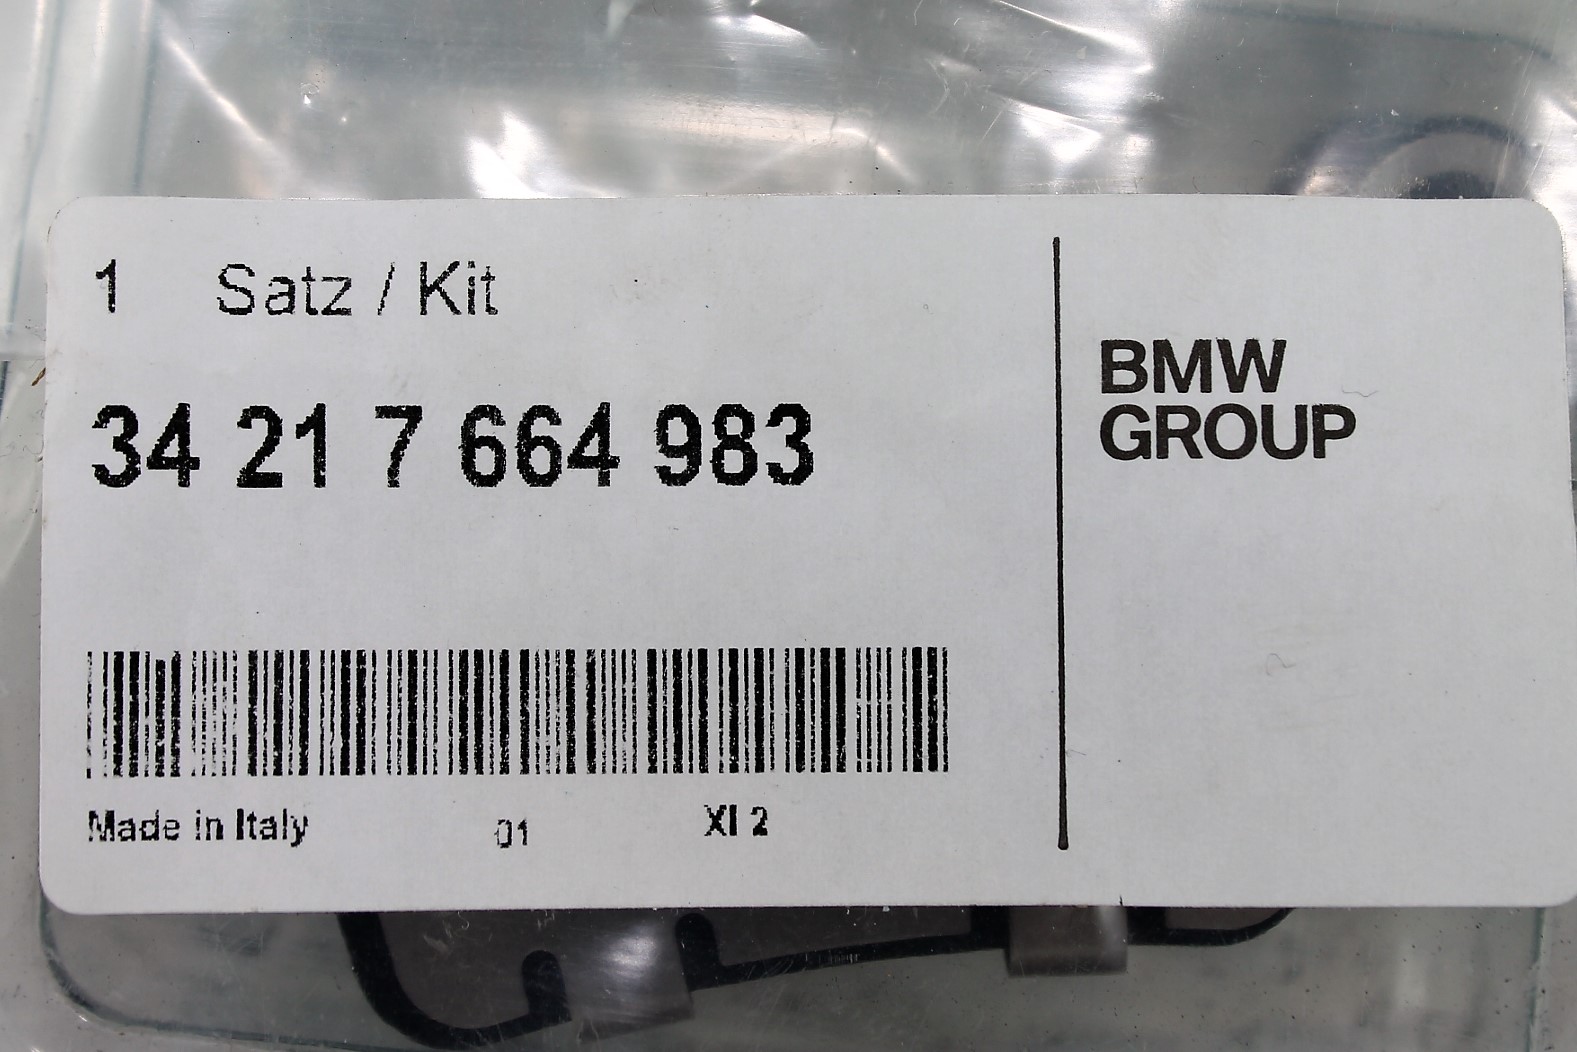 1 Satz / Kit
34 21 7 664 983
Made in Italy 01 XI 2
BMW
GROUP